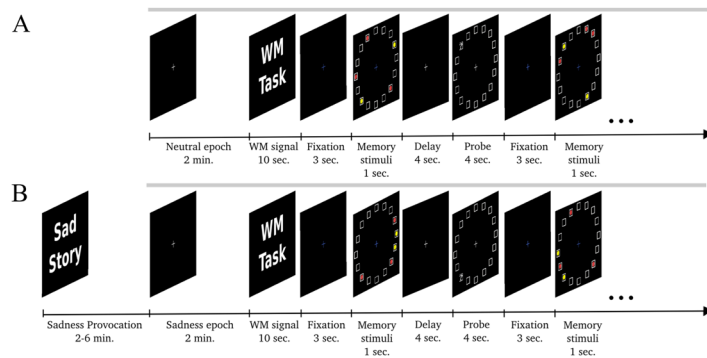 A
WM
Task
Neutral epoch
2 min.
WM signal
10 sec.
Fixation
3 sec.
Memory
stimuli
1 sec.
Delay
4 sec.
Probe
4 sec.
Fixation
3 sec.
Memory
stimuli
1 sec.
B
Sad
Story
WM
Task
Sadness Provocation
2-6 min.
Sadness epoch
2 min.
WM signal
10 sec.
Fixation
3 sec.
Memory
stimuli
1 sec.
Delay
4 sec.
Probe
4 sec.
Fixation
3 sec.
Memory
stimuli
1 sec.